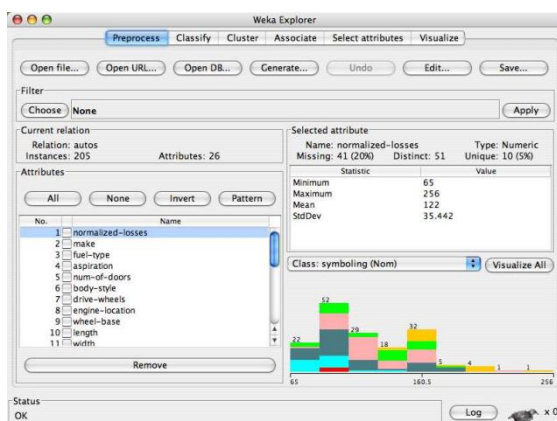 Weka Explorer
Preprocess Classify Cluster Associate Select attributes Visualize
Open file... Open URL... Open DB... Generate... Undo Edit... Save...
Filter
Choose None Apply
Current relation
Relation: autos
Instances: 205 Attributes: 26
Attributes
All None Invert Pattern
No. Name
1 normalized-losses
2 make
3 fuel-type
4 aspiration
5 num-of-doors
6 body-style
7 drive-wheels
8 engine-location
9 wheel-base
10 length
11 width
Remove
Selected attribute
Name: normalized-losses Type: Numeric
Missing: 41 (20%) Distinct: 51 Unique: 10 (5%)
Statistic Value
Minimum 65
Maximum 256
Mean 122
StdDev 35.442
Class: symboling (Nom) Visualize All
22 52 29 18 32 5 4 1 1
65 160.5 256
Status
OK
Log x 0